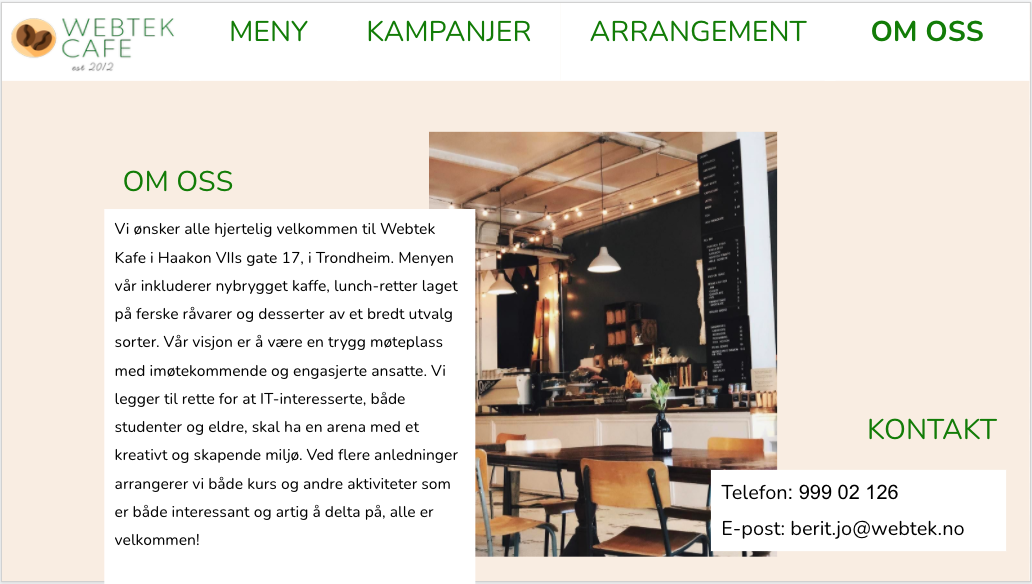 WEBTEK
CAFE
est 2012
MENY
KAMPANJER
ARRANGEMENT
OM OSS
OM OSS
Vi ønsker alle hjertelig velkommen til Webtek
Kafe i Haakon VIIs gate 17, i Trondheim. Menyen
vår inkluderer nybrygget kaffe, lunch-retter laget
på ferske råvarer og desserter av et bredt utvalg
sorter. Vår visjon er å være en trygg møteplass
med imøtekommende og engasjerte ansatte. Vi
legger til rette for at IT-interesserte, både
studenter og eldre, skal ha en arena med et
kreativt og skapende miljø. Ved flere anledninger
arrangerer vi både kurs og andre aktiviteter som
er både interessant og artig å delta på, alle er
velkommen!
KONTAKT
Telefon: 999 02 126
E-post: berit.jo@webtek.no